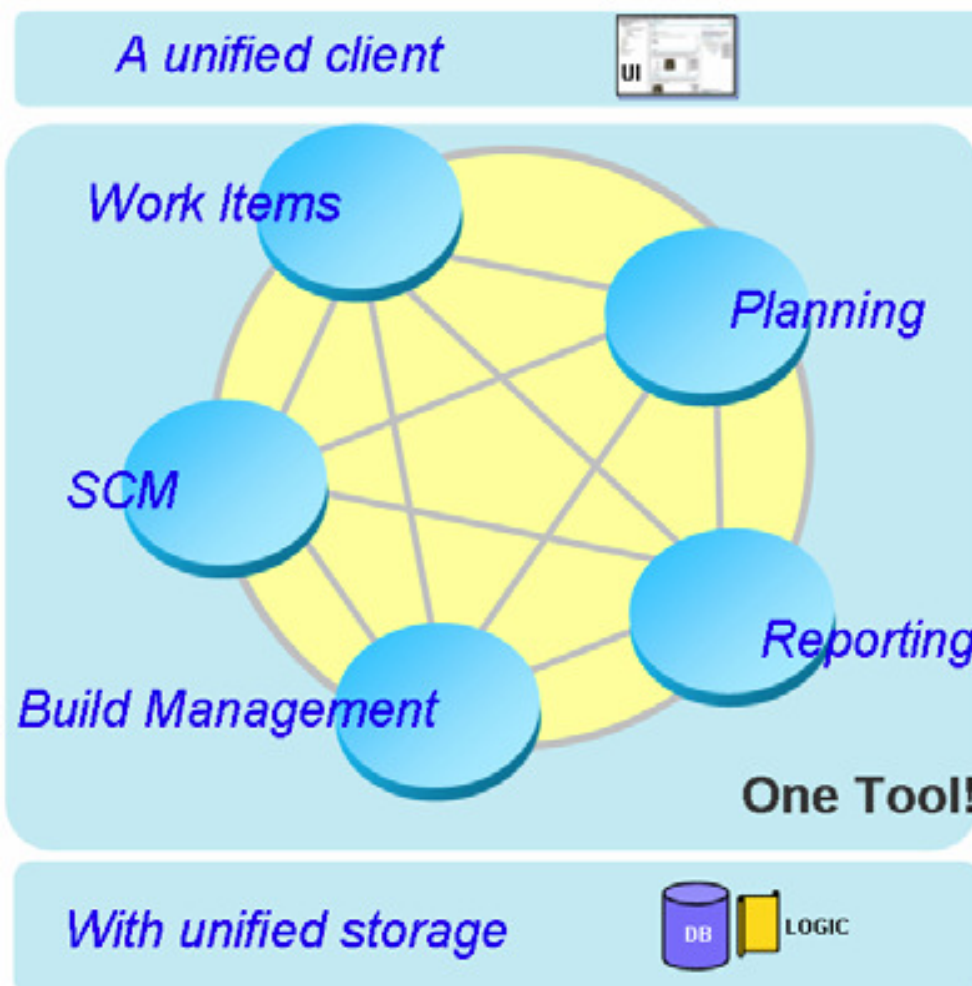 A unified client
UI
Work Items
Planning
SCM
Reporting
Build Management
One Tool!
With unified storage
DB
LOGIC